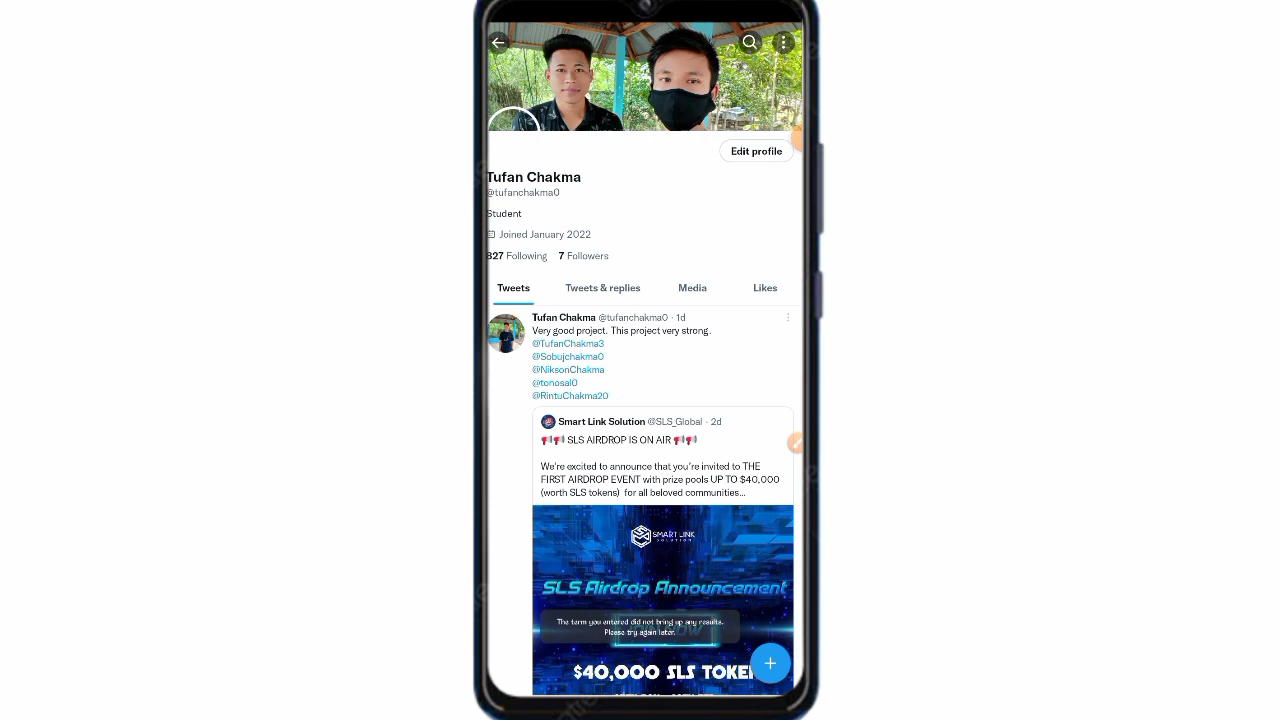 Edit profile
Tufan Chakma
@tufanchakma0
Student
Joined January 2022
827 Following 7 Followers
Tweets Tweets & replies Media Likes
Tufan Chakma @tufanchakma0 · 1d
Very good project. This project very strong.
@TufanChakma3
@Sobujchakma0
@NiksonChakma
@tonosal0
@RintuChakma20
Smart Link Solution @SLS_Global · 2d
📢📢 SLS AIRDROP IS ON AIR 📢📢
We're excited to announce that you're invited to THE
FIRST AIRDROP EVENT with prize pools UP TO $40,000
(worth SLS tokens) for all beloved communities...
SMART LINK
SOLUTION
SLS Airdrop Announcement
The term you entered did not bring up any results.
Please try again later.
$40,000 SLS TOKE